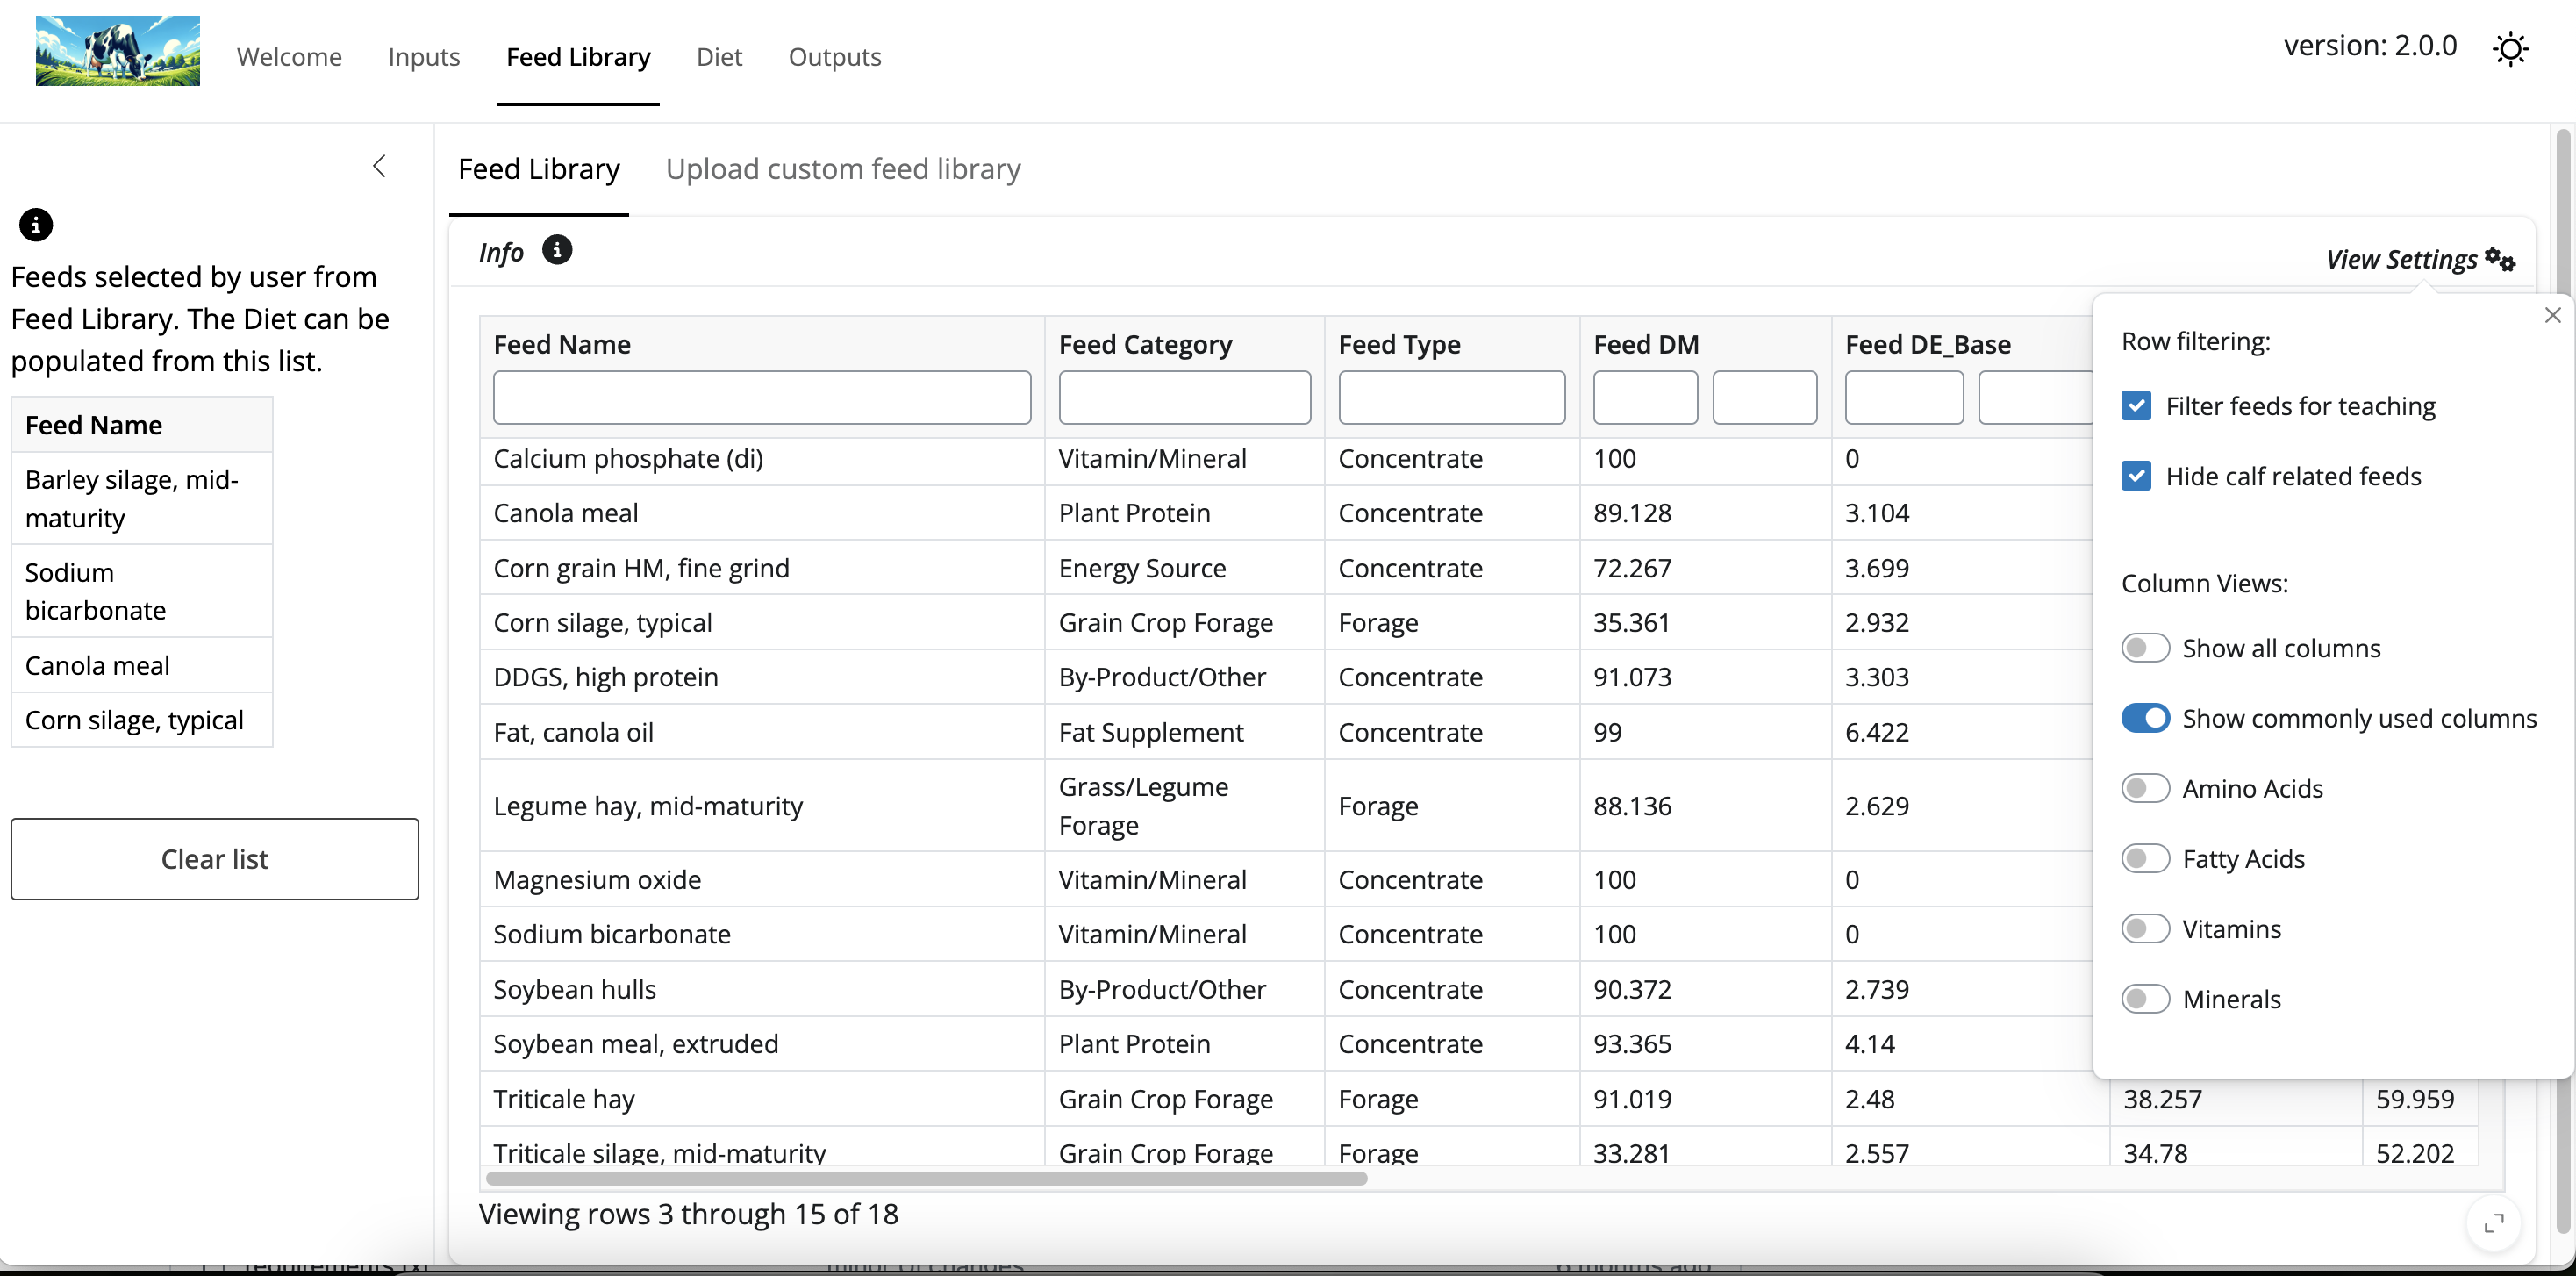 Welcome Inputs Feed Library Diet Outputs version: 2.0.0
Feeds selected by user from
Feed Library. The Diet can be
populated from this list.
Feed Name
Barley silage, mid-
maturity
Sodium
bicarbonate
Canola meal
Corn silage, typical
Clear list
Feed Library Upload custom feed library
Info View Settings
Feed Name Feed Category Feed Type Feed DM Feed DE_Base
Calcium phosphate (di) Vitamin/Mineral Concentrate 100 0
Canola meal Plant Protein Concentrate 89.128 3.104
Corn grain HM, fine grind Energy Source Concentrate 72.267 3.699
Corn silage, typical Grain Crop Forage Forage 35.361 2.932
DDGS, high protein By-Product/Other Concentrate 91.073 3.303
Fat, canola oil Fat Supplement Concentrate 99 6.422
Legume hay, mid-maturity Grass/Legume Forage Forage 88.136 2.629
Magnesium oxide Vitamin/Mineral Concentrate 100 0
Sodium bicarbonate Vitamin/Mineral Concentrate 100 0
Soybean hulls By-Product/Other Concentrate 90.372 2.739
Soybean meal, extruded Plant Protein Concentrate 93.365 4.14
Triticale hay Grain Crop Forage Forage 91.019 2.48 38.257 59.959
Triticale silage, mid-maturity Grain Crop Forage Forage 33.281 2.557 34.78 52.202
Viewing rows 3 through 15 of 18
Row filtering:
Filter feeds for teaching
Hide calf related feeds
Column Views:
Show all columns
Show commonly used columns
Amino Acids
Fatty Acids
Vitamins
Minerals